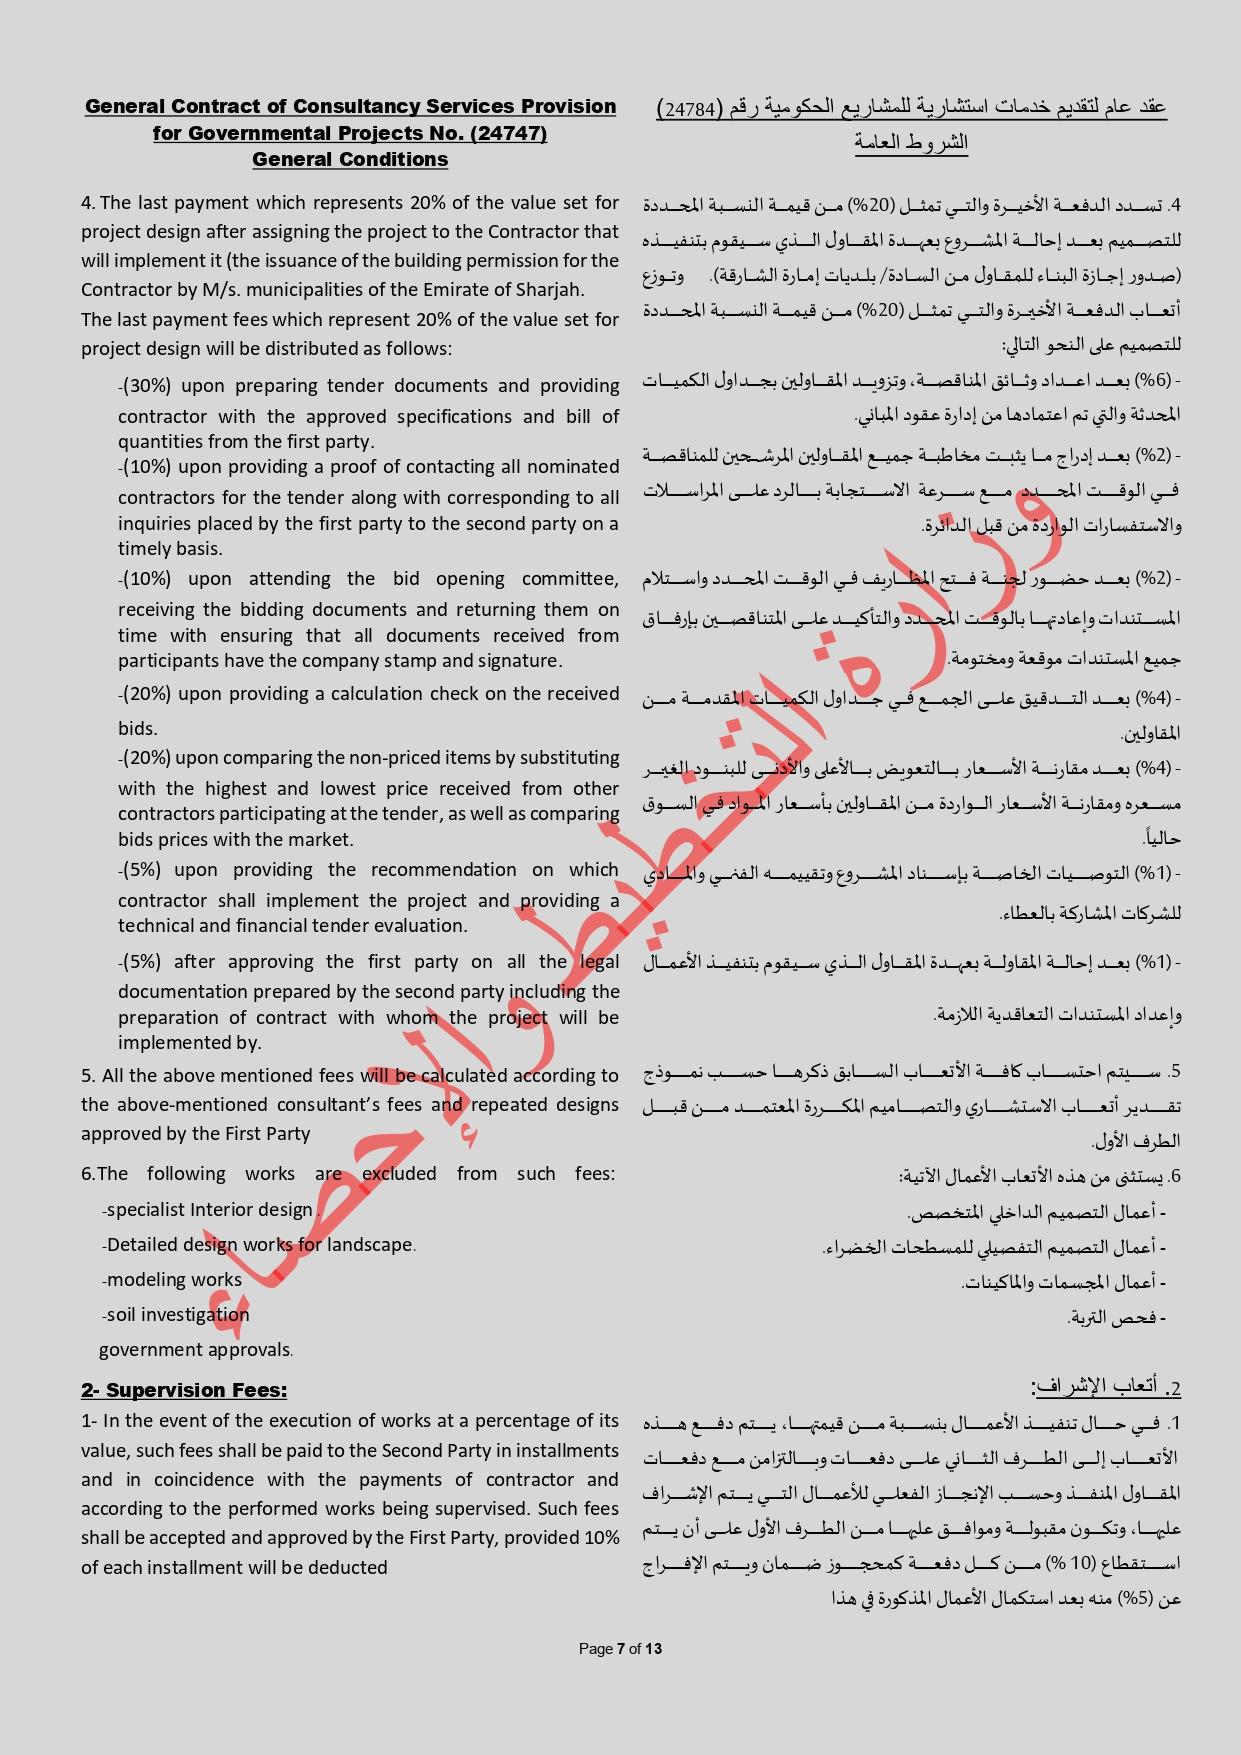 General Contract of Consultancy Services Provision
for Governmental Projects No. (24747)
General Conditions
4. The last payment which represents 20% of the value set for
project design after assigning the project to the Contractor that
will implement it (the issuance of the building permission for the
Contractor by M/s. municipalities of the Emirate of Sharjah.
The last payment fees which represent 20% of the value set for
project design will be distributed as follows:
-(30%) upon preparing tender documents and providing
contractor with the approved specifications and bill of
quantities from the first party.
-(10%) upon providing a proof of contacting all nominated
contractors for the tender along with corresponding to all
inquiries placed by the first party to the second party on a
timely basis.
-(10%) upon attending the bid opening committee,
receiving the bidding documents and returning them on
time with ensuring that all documents received from
participants have the company stamp and signature.
-(20%) upon providing a calculation check on the received
bids.
-(20%) upon comparing the non-priced items by substituting
with the highest and lowest price received from other
contractors participating at the tender, as well as comparing
bids prices with the market.
-(5%) upon providing the recommendation on which
contractor shall implement the project and providing a
technical and financial tender evaluation.
-(5%) after approving the first party on all the legal
documentation prepared by the second party including the
preparation of contract with whom the project will be
implemented by.
5. All the above mentioned fees will be calculated according to
the above-mentioned consultant’s fees and repeated designs
approved by the First Party
6.The following works are excluded from such fees:
-specialist Interior design.
-Detailed design works for landscape.
-modeling works
-soil investigation
government approvals.
2- Supervision Fees:
1- In the event of the execution of works at a percentage of its
value, such fees shall be paid to the Second Party in installments
and in coincidence with the payments of contractor and
according to the performed works being supervised. Such fees
shall be accepted and approved by the First Party, provided 10%
of each installment will be deducted
عقد عام لتقديم خدمات استشارية للمشاريع الحكومية رقم (24784)
الشروط العامة
4. تسدد الدفعة الأخيرة والتي تمثل (20%) من قيمة النسبة المحددة
للتصميم بعد إحالة المشروع بعهدة المقاول الذي سيقوم بتنفيذه
(صدور إجازة البناء للمقاول من السادة/ بلديات إمارة الشارقة). وتوزع
أتعاب الدفعة الأخيرة والتي تمثل (20%) من قيمة النسبة المحددة
للتصميم على النحو التالي:
- (6%) بعد اعداد وثائق المناقصة، وتزويد المقاولين بجداول الكميات
المحدثة والتي تم اعتمادها من إدارة عقود المباني.
- (2%) بعد إدراج ما يثبت مخاطبة جميع المقاولين المرشحين للمناقصة
في الوقت المحدد مع سرعة الاستجابة بالرد على المراسلات
والاستفسارات الواردة من قبل الدائرة.
- (2%) بعد حضور لجنة فتح المظاريف في الوقت المحدد واستلام
المستندات وإعادتها بالوقت المحدد والتأكيد على المتناقصين بإرفاق
جميع المستندات موقعة ومختومة.
- (4%) بعد التدقيق على الجمع في جداول الكميات المقدمة من
المقاولين.
- (4%) بعد مقارنة الأسعار بالتعويض بالأعلى والأدنى للبنود الغير
مسعره ومقارنة الأسعار الواردة من المقاولين بأسعار المواد في السوق
حالياً.
- (1%) التوصيات الخاصة بإسناد المشروع وتقييمه الفني والمادي
للشركات المشاركة بالعطاء.
- (1%) بعد إحالة المقاولة بعهدة المقاول الذي سيقوم بتنفيذ الأعمال
وإعداد المستندات التعاقدية اللازمة.
5. سيتم احتساب كافة الأتعاب السابق ذكرها حسب نموذج
تقدير أتعاب الاستشاري والتصاميم المكررة المعتمد من قبل
الطرف الأول.
6. يستثنى من هذه الأتعاب الأعمال الآتية:
- أعمال التصميم الداخلي المتخصص.
- أعمال التصميم التفصيلي للمسطحات الخضراء.
- أعمال المجسمات والماكينات.
- فحص التربة.
2. أتعاب الإشراف:
1. في حال تنفيذ الأعمال بنسبة من قيمتها، يتم دفع هذه
الأتعاب إلى الطرف الثاني على دفعات وبالتزامن مع دفعات
المقاول المنفذ وحسب الإنجاز الفعلي للأعمال التي يتم الإشراف
عليها، وتكون مقبولة وموافق عليها من الطرف الأول على أن يتم
استقطاع (10 %) من كل دفعة كمحجوز ضمان ويتم الإفراج
عن (5%) منه بعد استكمال الأعمال المذكورة في هذا
وزارة التخطيط والإحصاء
Page 7 of 13